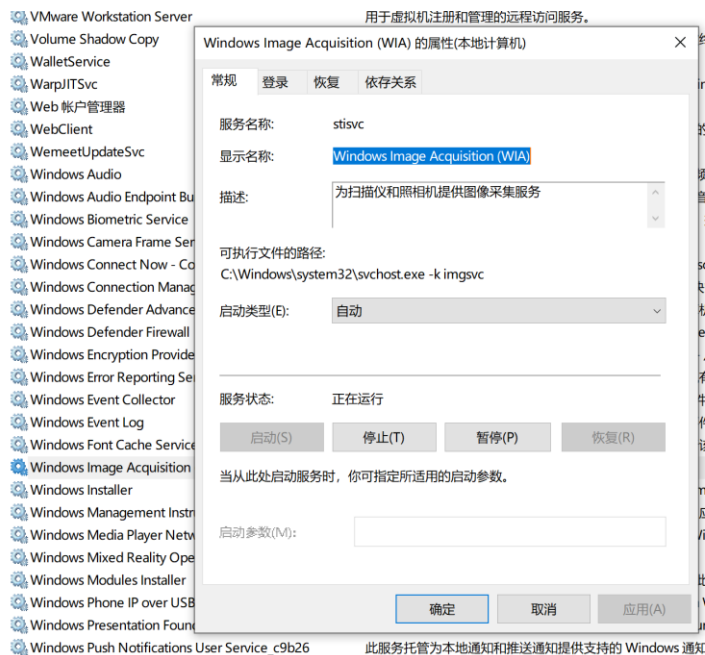 VMware Workstation Server 用于虚拟机注册和管理的远程访问服务。
Volume Shadow Copy
WalletService
WarpJITSvc
Web 帐户管理器
WebClient
WemeetUpdateSvc
Windows Audio
Windows Audio Endpoint Bu
Windows Biometric Service
Windows Camera Frame Ser
Windows Connect Now - Co
Windows Connection Manag
Windows Defender Advance
Windows Defender Firewall
Windows Encryption Provide
Windows Error Reporting Se
Windows Event Collector
Windows Event Log
Windows Font Cache Service
Windows Image Acquisition
Windows Installer
Windows Management Instr
Windows Media Player Netw
Windows Mixed Reality Ope
Windows Modules Installer
Windows Phone IP over USB
Windows Presentation Foun
Windows Push Notifications User Service_c9b26 此服务托管为本地通知和推送通知提供支持的 Windows 通知
Windows Image Acquisition (WIA) 的属性(本地计算机)
常规 登录 恢复 依存关系
服务名称: stisvc
显示名称: Windows Image Acquisition (WIA)
描述: 为扫描仪和照相机提供图像采集服务
可执行文件的路径:
C:\Windows\system32\svchost.exe -k imgsvc
启动类型(E): 自动
服务状态: 正在运行
启动(S) 停止(T) 暂停(P) 恢复(R)
当从此处启动服务时，你可指定所适用的启动参数。
启动参数(M):
确定 取消 应用(A)